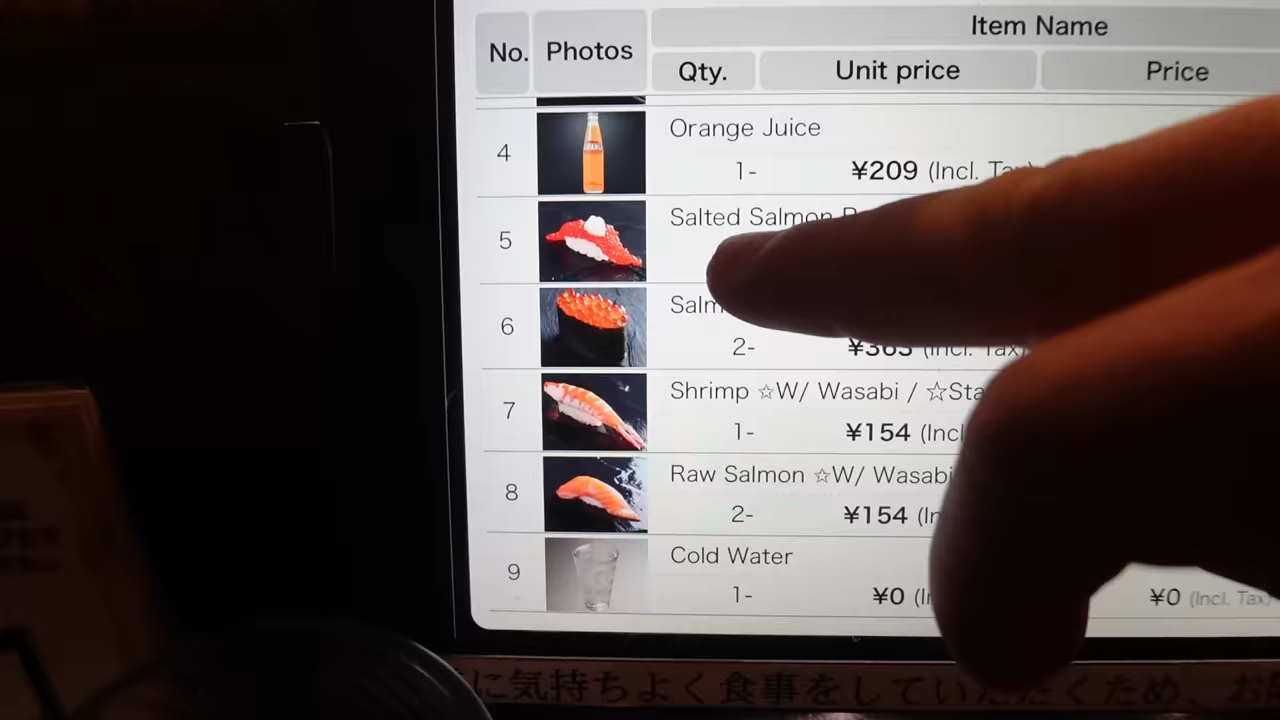 No. Photos Item Name
Qty. Unit price Price
4 Orange Juice
1- ¥209 (Incl. Tax)
5 Salted Salmon
6
2- ¥363 (Incl. Tax)
7 Shrimp ☆W/ Wasabi / ☆Sta
1- ¥154 (Incl
8 Raw Salmon ☆W/ Wasabi
2- ¥154 (In
9 Cold Water
1- ¥0 (I ¥0 (Incl. Tax)
に気持ちよく食事をしていただくため、お